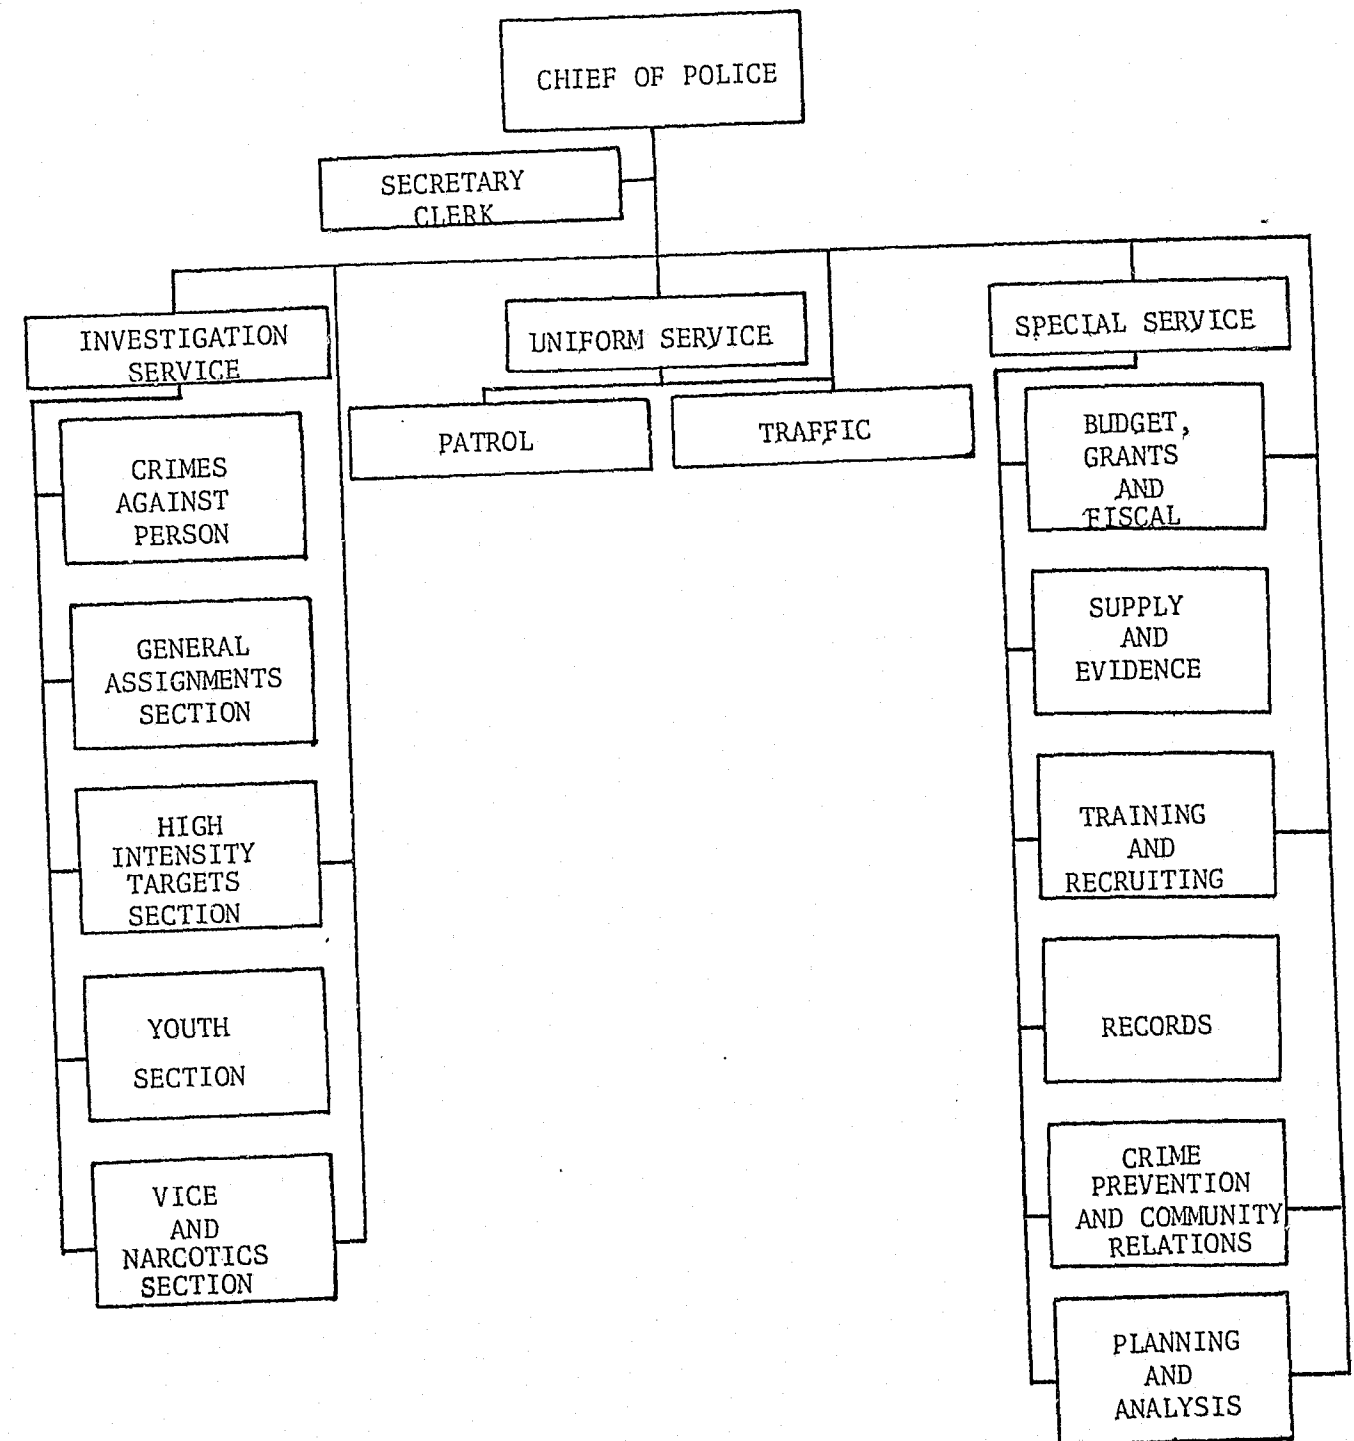 CHIEF OF POLICE
SECRETARY
CLERK
INVESTIGATION
SERVICE
UNIFORM SERVICE
SPECIAL SERVICE
PATROL
TRAFFIC
CRIMES
AGAINST
PERSON
GENERAL
ASSIGNMENTS
SECTION
HIGH
INTENSITY
TARGETS
SECTION
YOUTH
SECTION
VICE
AND
NARCOTICS
SECTION
BUDGET,
GRANTS
AND
FISCAL
SUPPLY
AND
EVIDENCE
TRAINING
AND
RECRUITING
RECORDS
CRIME
PREVENTION
AND COMMUNITY
RELATIONS
PLANNING
AND
ANALYSIS